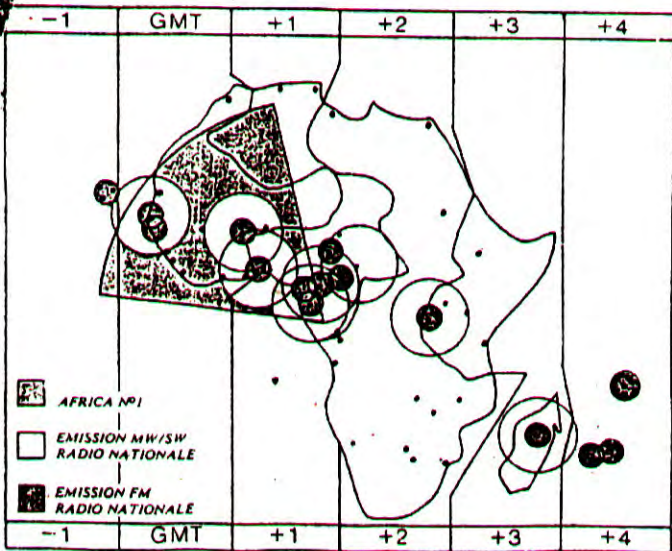 -1 GMT +1 +2 +3 +4
AFRICA Nº1
EMISSION MW/SW
RADIO NATIONALE
EMISSION FM
RADIO NATIONALE
-1 GMT +1 +2 +3 +4